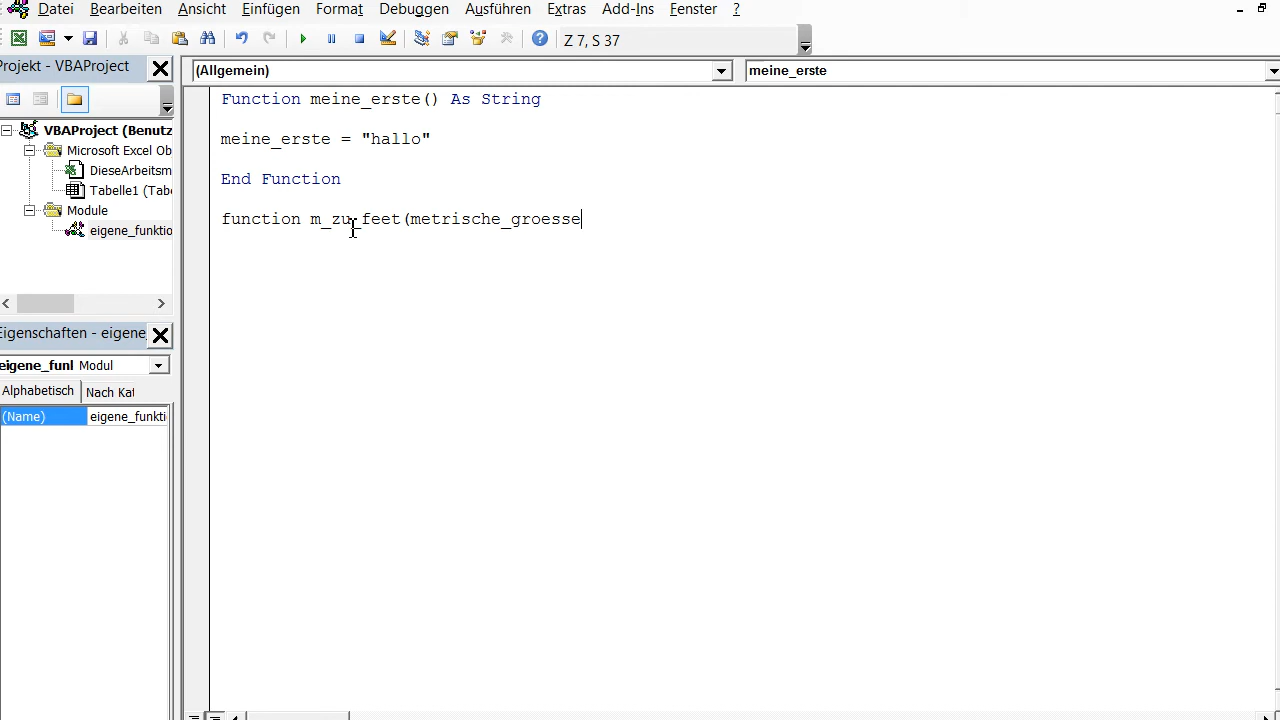 Datei Bearbeiten Ansicht Einfügen Format Debuggen Ausführen Extras Add-Ins Fenster ?
Z 7, S 37
Projekt - VBAProject
(Allgemein) meine_erste
VBAProject (Benutz
Microsoft Excel Ob
DieseArbeitsm
Tabelle1 (Tabe
Module
eigene_funktio
Function meine_erste() As String
meine_erste = "hallo"
End Function
function m_zu_feet(metrische_groesse
Eigenschaften - eigene
eigene_funl Modul
Alphabetisch Nach Kat
(Name) eigene_funkti